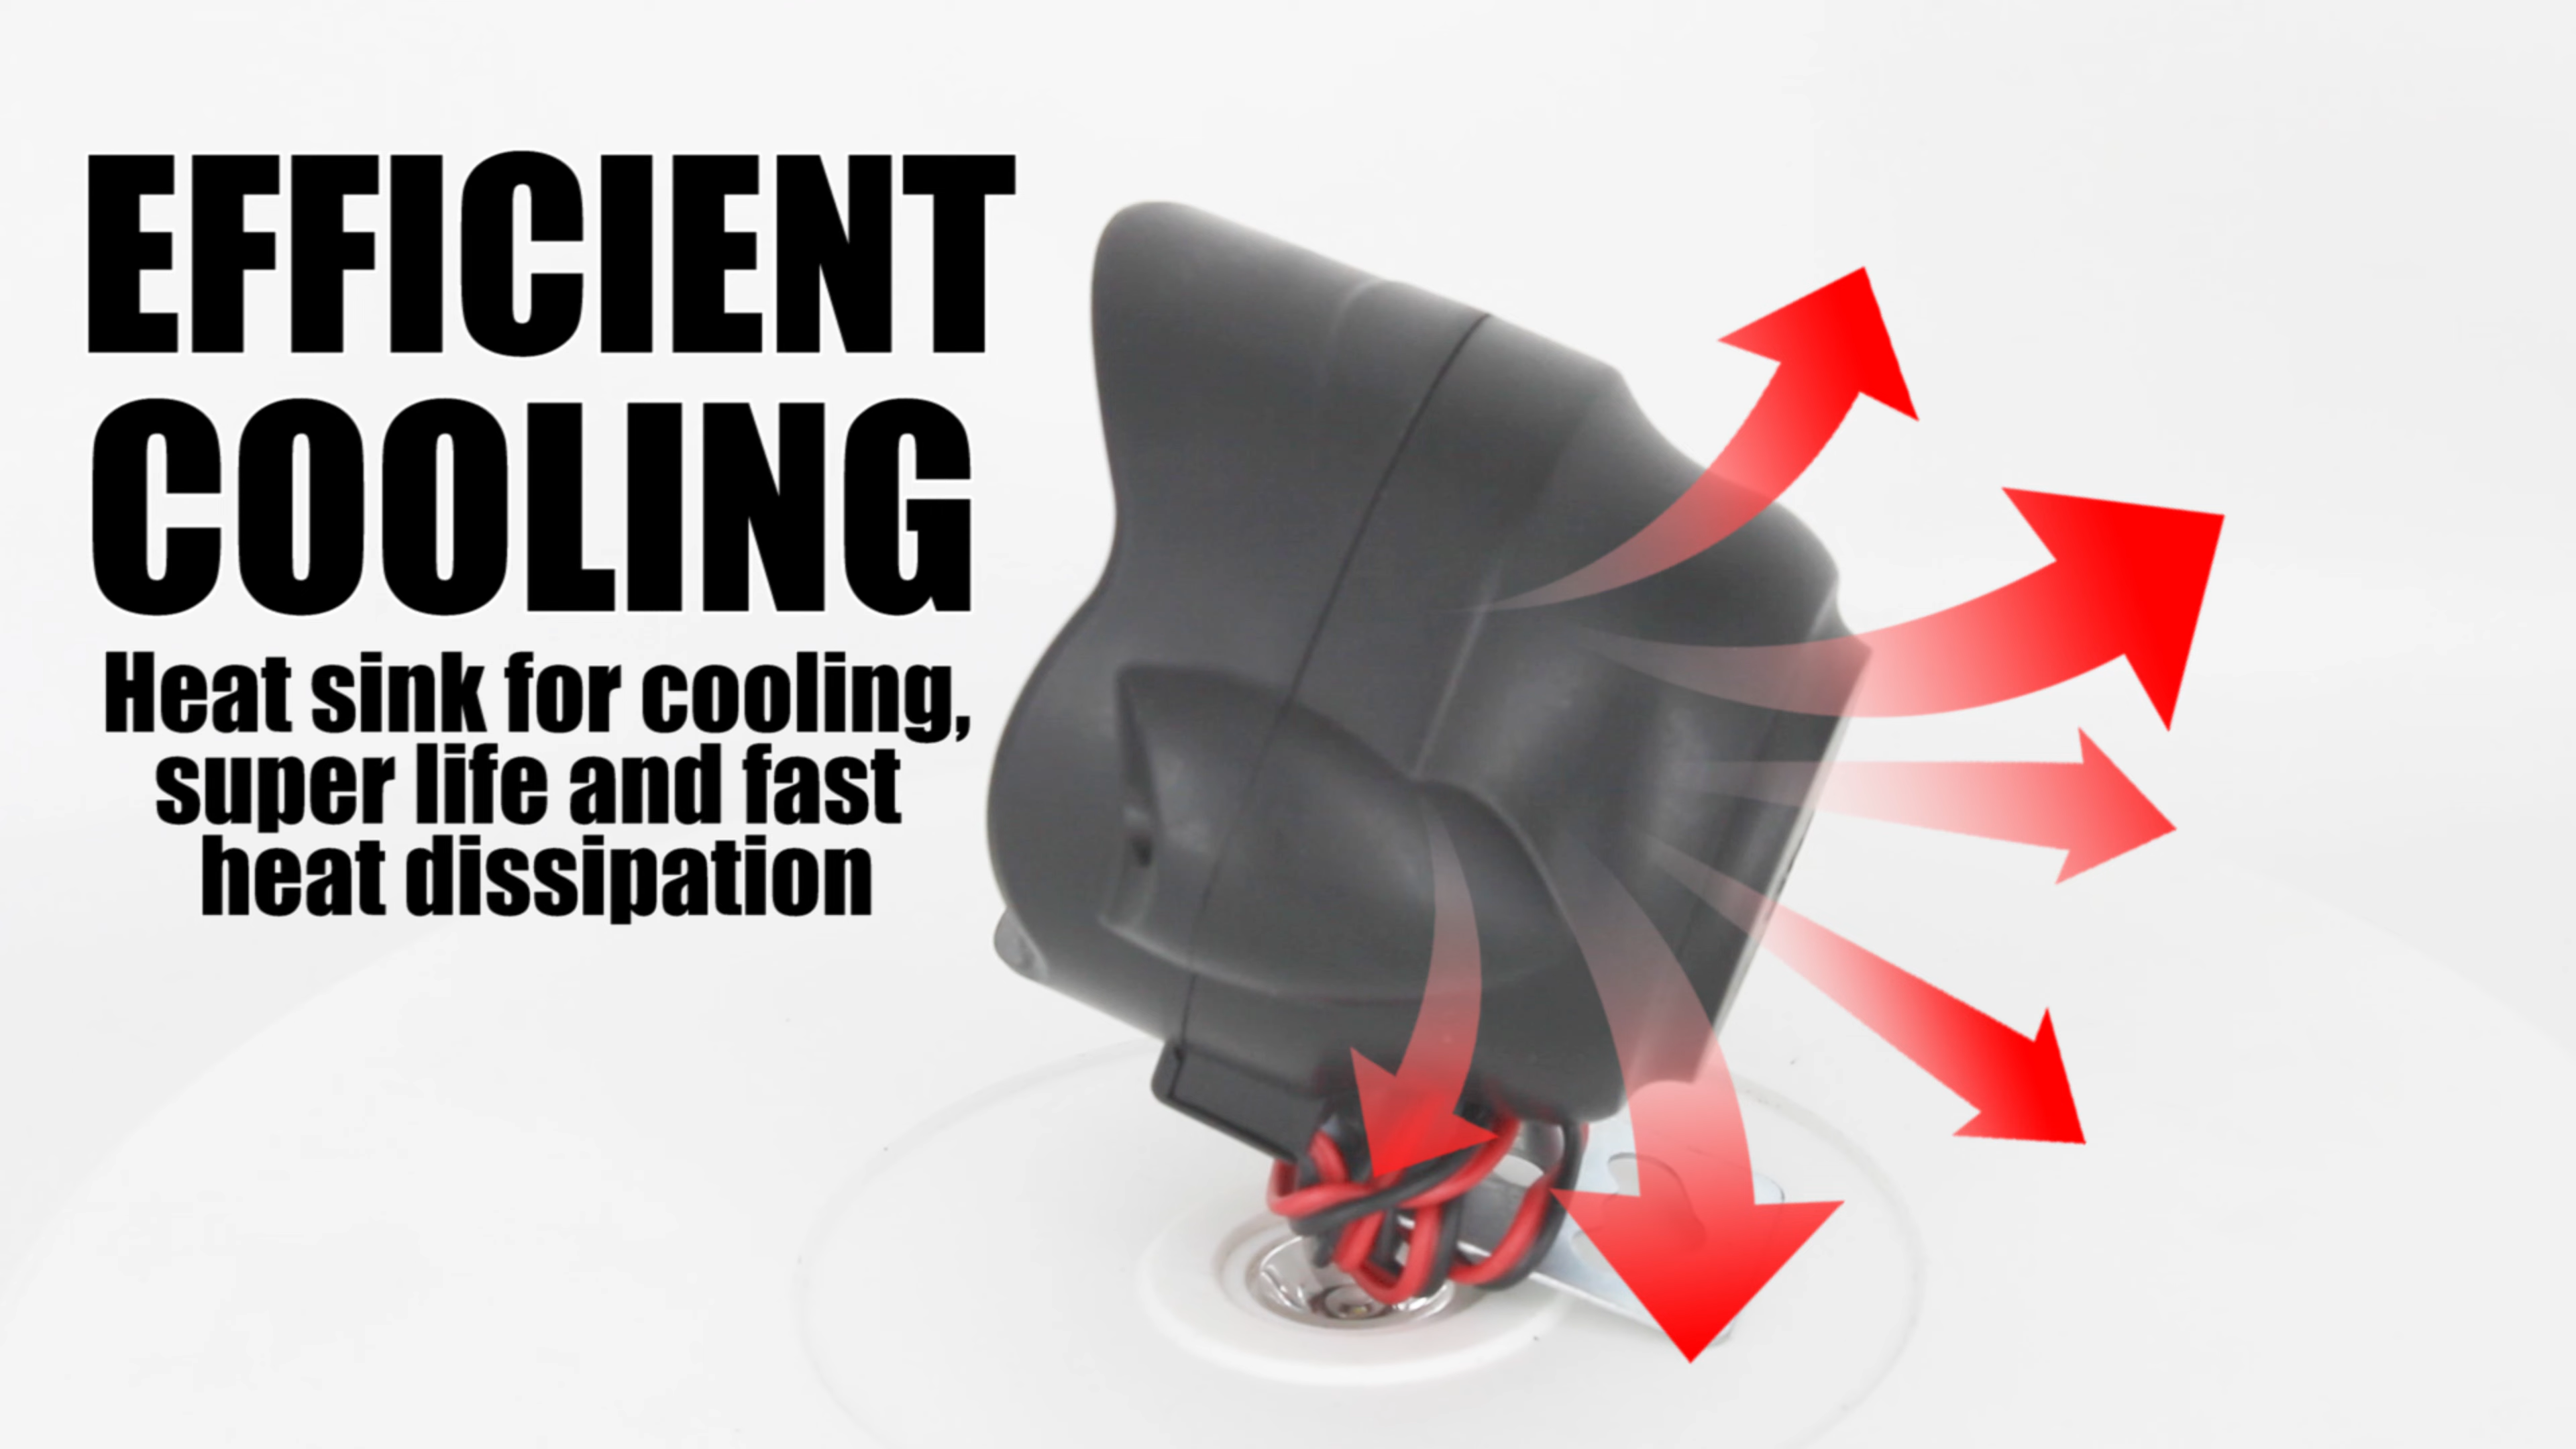 EFFICIENT
COOLING
Heat sink for cooling,
super life and fast
heat dissipation